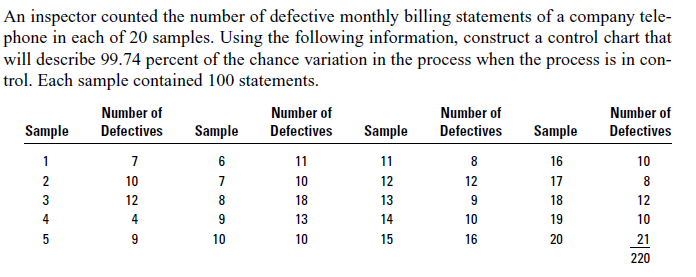 An inspector counted the number of defective monthly billing statements of a company tele-
phone in each of 20 samples. Using the following information, construct a control chart that
will describe 99.74 percent of the chance variation in the process when the process is in con-
trol. Each sample contained 100 statements.
Number of Number of Number of Number of
Sample Defectives Sample Defectives Sample Defectives Sample Defectives
1 7 6 11 11 8 16 10
2 10 7 10 12 12 17 8
3 12 8 18 13 9 18 12
4 4 9 13 14 10 19 10
5 9 10 10 15 16 20 21
220